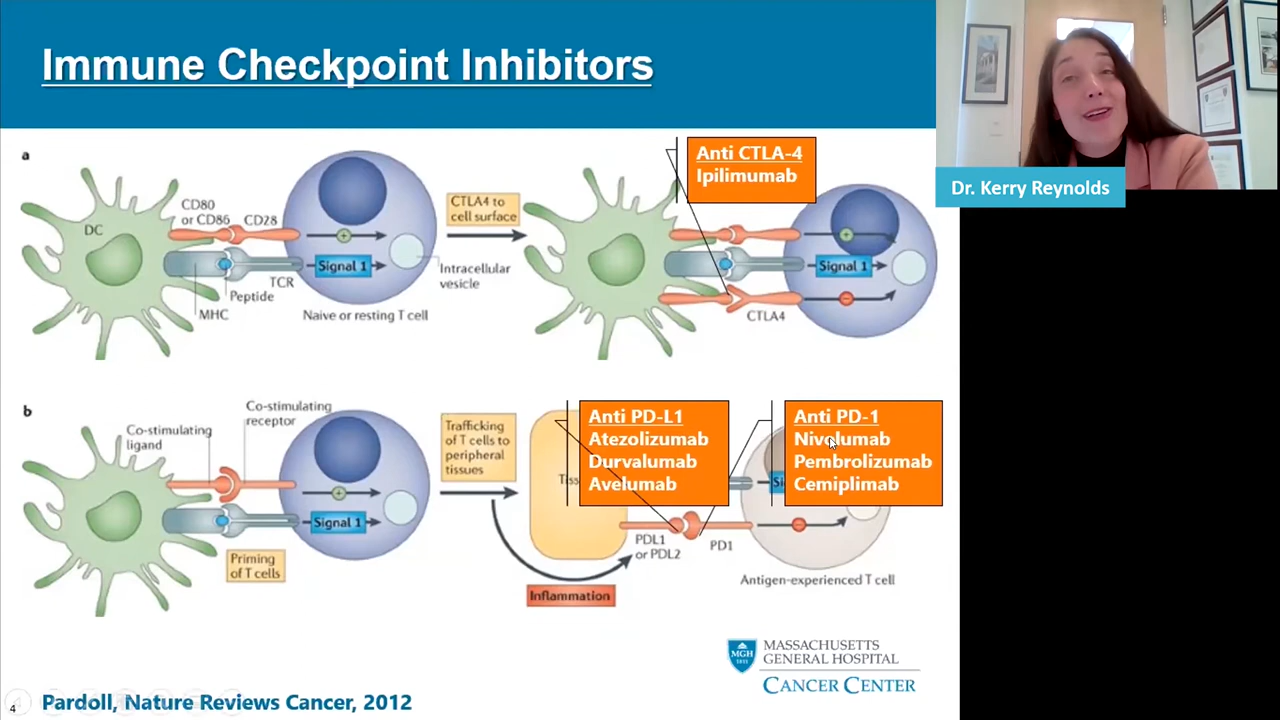 Immune Checkpoint Inhibitors
Dr. Kerry Reynolds
a
DC
CD80
or CD86
CD28
TCR
Peptide
MHC
Signal 1
Intracellular
vesicle
Naive or resting T cell
CTLA4 to
cell surface
Anti CTLA-4
Ipilimumab
Signal 1
CTLA4
b
Co-stimulating
ligand
Co-stimulating
receptor
Signal 1
Priming
of T cells
Trafficking
of T cells to
peripheral
tissues
Inflammation
Anti PD-L1
Atezolizumab
Durvalumab
Avelumab
Anti PD-1
Nivolumab
Pembrolizumab
Cemiplimab
PDL1
or PDL2
PD1
Antigen-experienced T cell
MGH
1811
MASSACHUSETTS
GENERAL HOSPITAL
CANCER CENTER
4
Pardoll, Nature Reviews Cancer, 2012